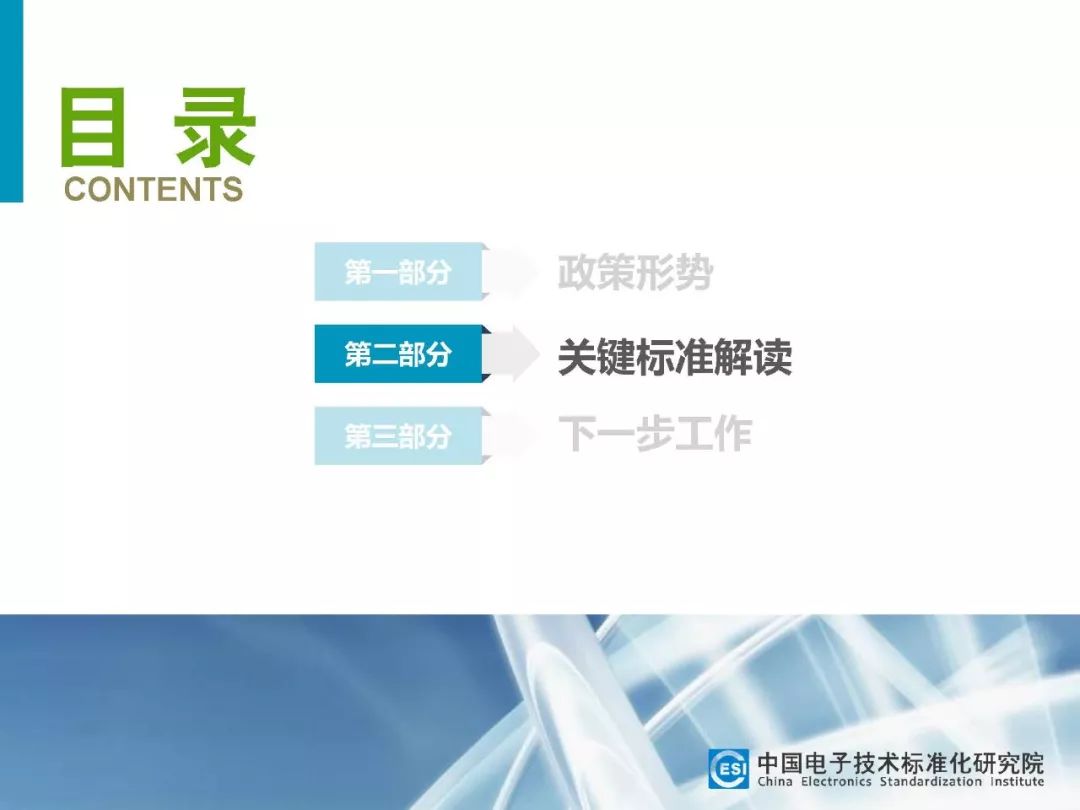 目录
CONTENTS
第一部分 政策形势
第二部分 关键标准解读
第三部分 下一步工作
CESI 中国电子技术标准化研究院
China Electronics Standardization Institute